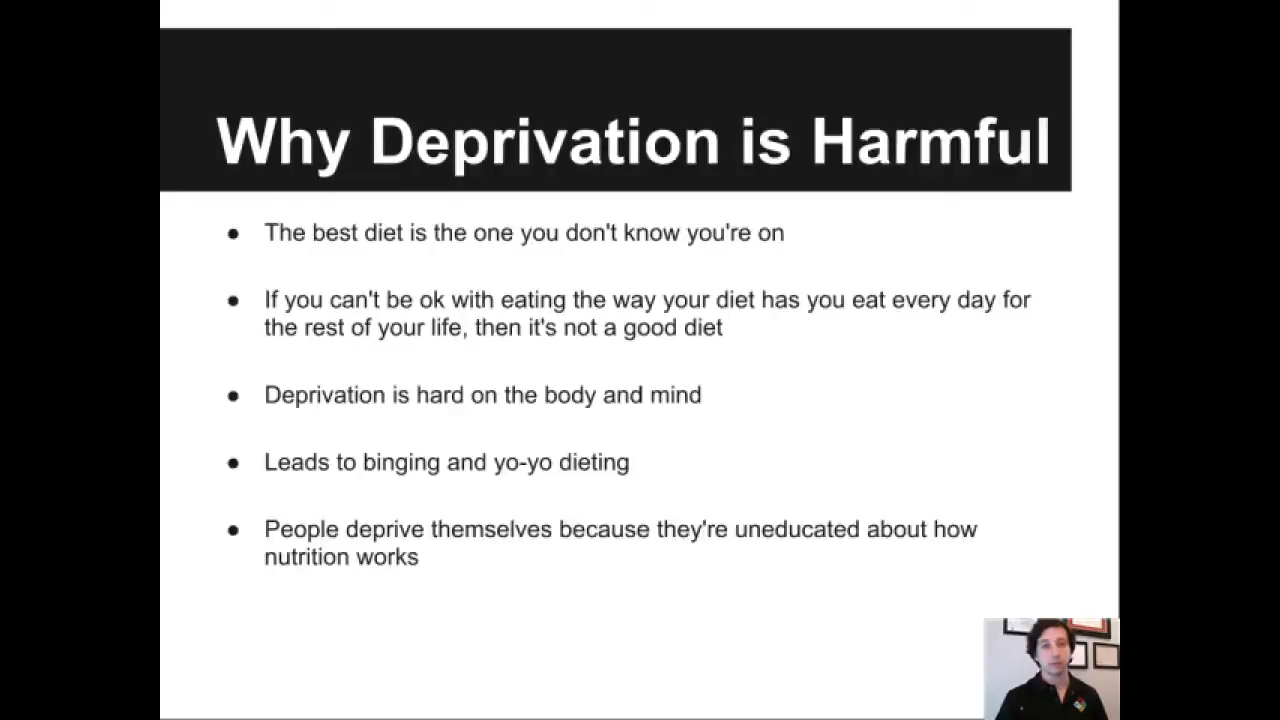 Why Deprivation is Harmful
● The best diet is the one you don't know you're on
● If you can't be ok with eating the way your diet has you eat every day for
the rest of your life, then it's not a good diet
● Deprivation is hard on the body and mind
● Leads to binging and yo-yo dieting
● People deprive themselves because they're uneducated about how
nutrition works